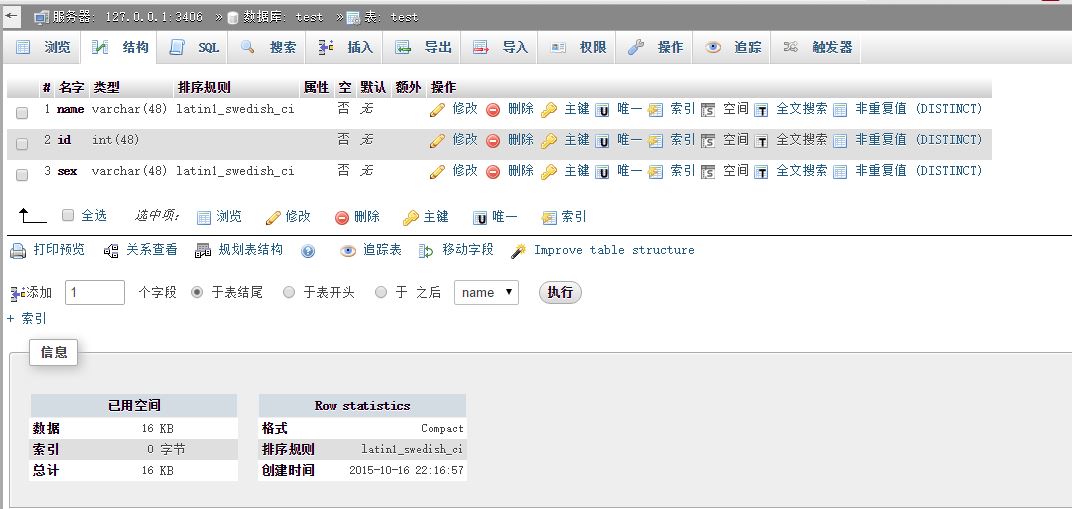 服务器: 127.0.0.1:3406 » 数据库: test » 表: test
浏览 结构 SQL 搜索 插入 导出 导入 权限 操作 追踪 触发器
# 名字 类型 排序规则 属性 空 默认 额外 操作
1 name varchar(48) latin1_swedish_ci 否 无 修改 删除 主键 唯一 索引 空间 全文搜索 非重复值 (DISTINCT)
2 id int(48) 否 无 修改 删除 主键 唯一 索引 空间 全文搜索 非重复值 (DISTINCT)
3 sex varchar(48) latin1_swedish_ci 否 无 修改 删除 主键 唯一 索引 空间 全文搜索 非重复值 (DISTINCT)
全选 选中项: 浏览 修改 删除 主键 唯一 索引
打印预览 关系查看 规划表结构 追踪表 移动字段 Improve table structure
添加 1 个字段 于表结尾 于表开头 于 之后 name 执行
+ 索引
信息
已用空间
数据 16 KB
索引 0 字节
总计 16 KB
Row statistics
格式 Compact
排序规则 latin1_swedish_ci
创建时间 2015-10-16 22:16:57